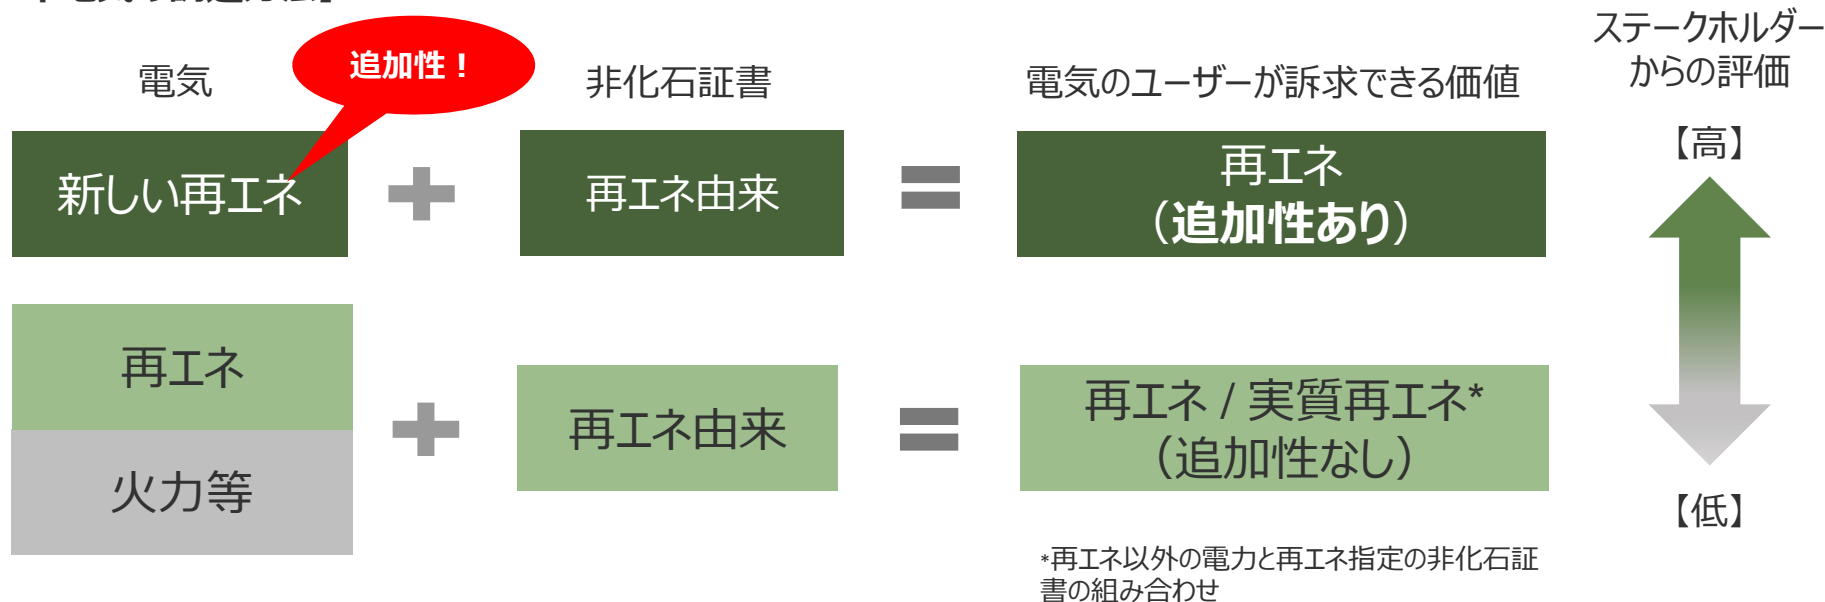 電気
追加性！
非化石証書
電気のユーザーが訴求できる価値
ステークホルダー
からの評価
新しい再エネ
再エネ由来
再エネ
（追加性あり）
【高】
再エネ
火力等
再エネ由来
再エネ / 実質再エネ*
（追加性なし）
【低】
*再エネ以外の電力と再エネ指定の非化石証
書の組み合わせ